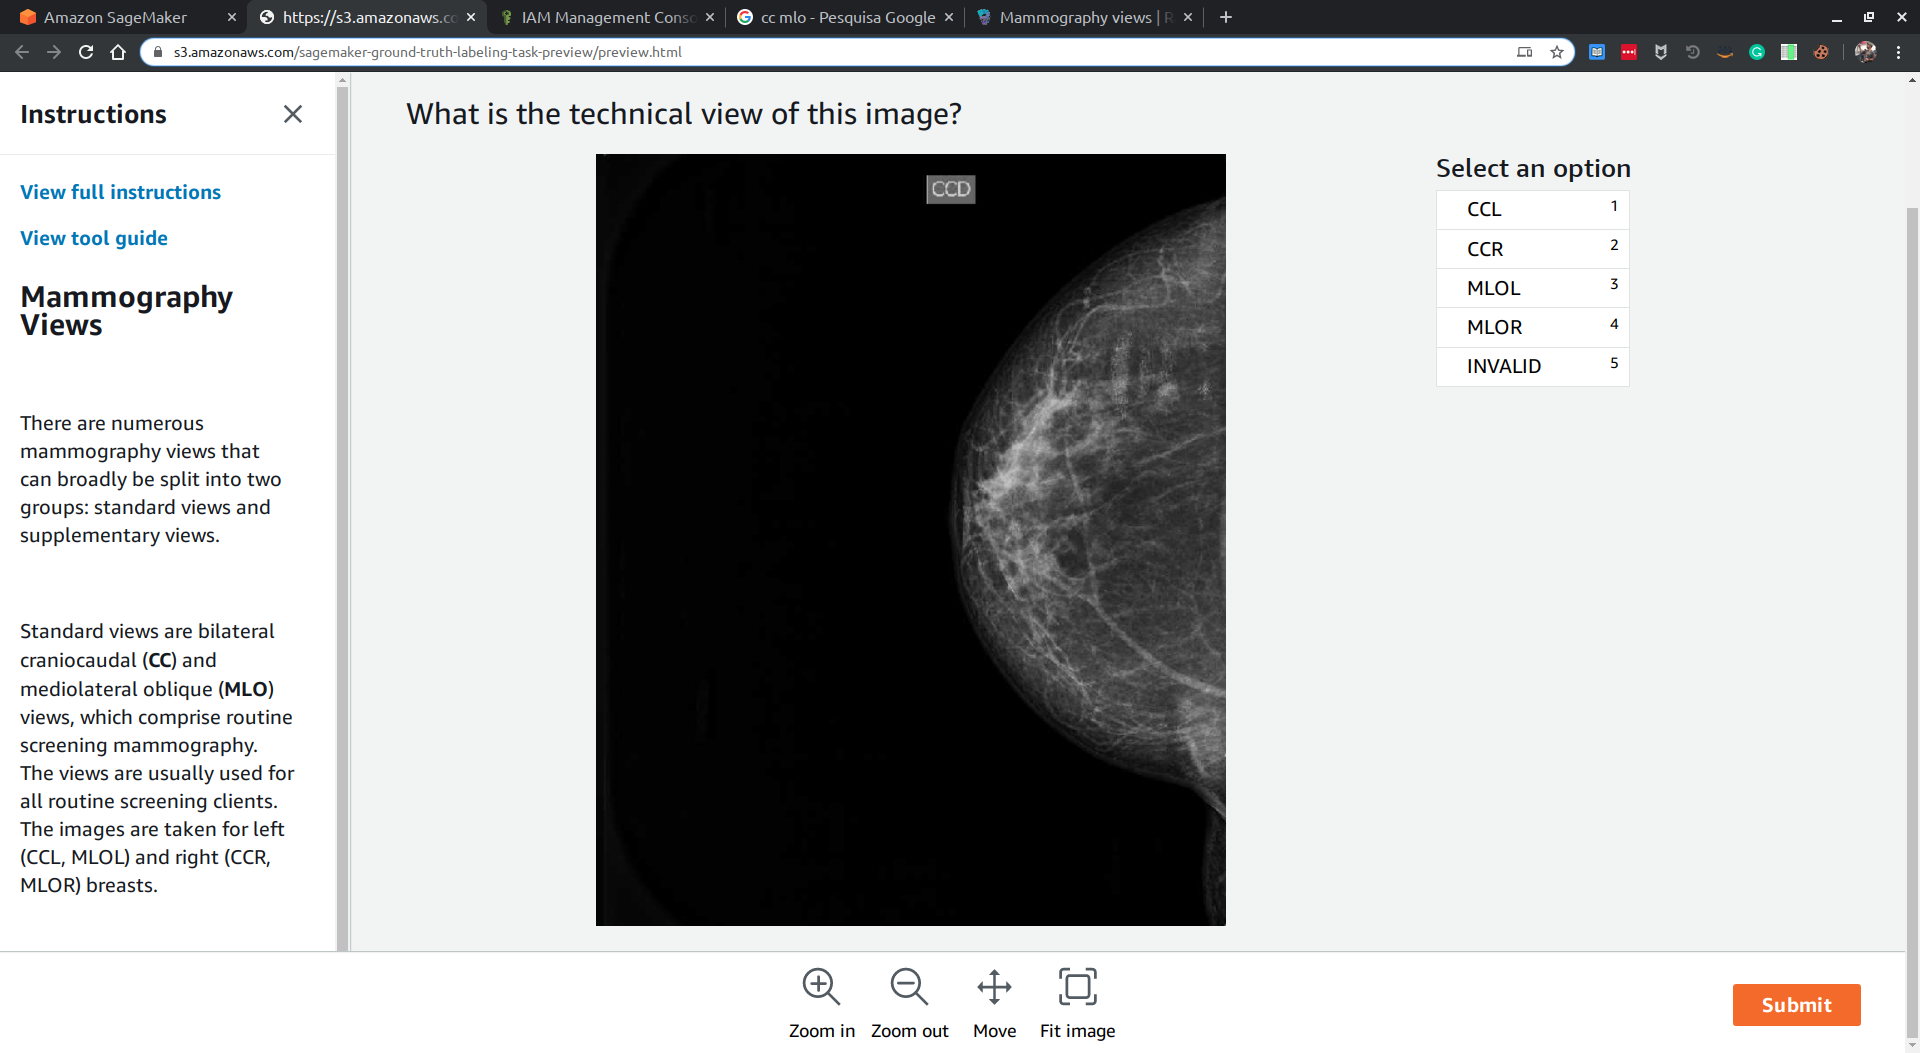 Amazon SageMaker
https://s3.amazonaws.co
IAM Management Conso
cc mlo - Pesquisa Google
Mammography views | R
s3.amazonaws.com/sagemaker-ground-truth-labeling-task-preview/preview.html
Instructions
View full instructions
View tool guide
Mammography
Views
There are numerous
mammography views that
can broadly be split into two
groups: standard views and
supplementary views.
Standard views are bilateral
craniocaudal (CC) and
mediolateral oblique (MLO)
views, which comprise routine
screening mammography.
The views are usually used for
all routine screening clients.
The images are taken for left
(CCL, MLOL) and right (CCR,
MLOR) breasts.
What is the technical view of this image?
CCD
Select an option
CCL 1
CCR 2
MLOL 3
MLOR 4
INVALID 5
Zoom in
Zoom out
Move
Fit image
Submit